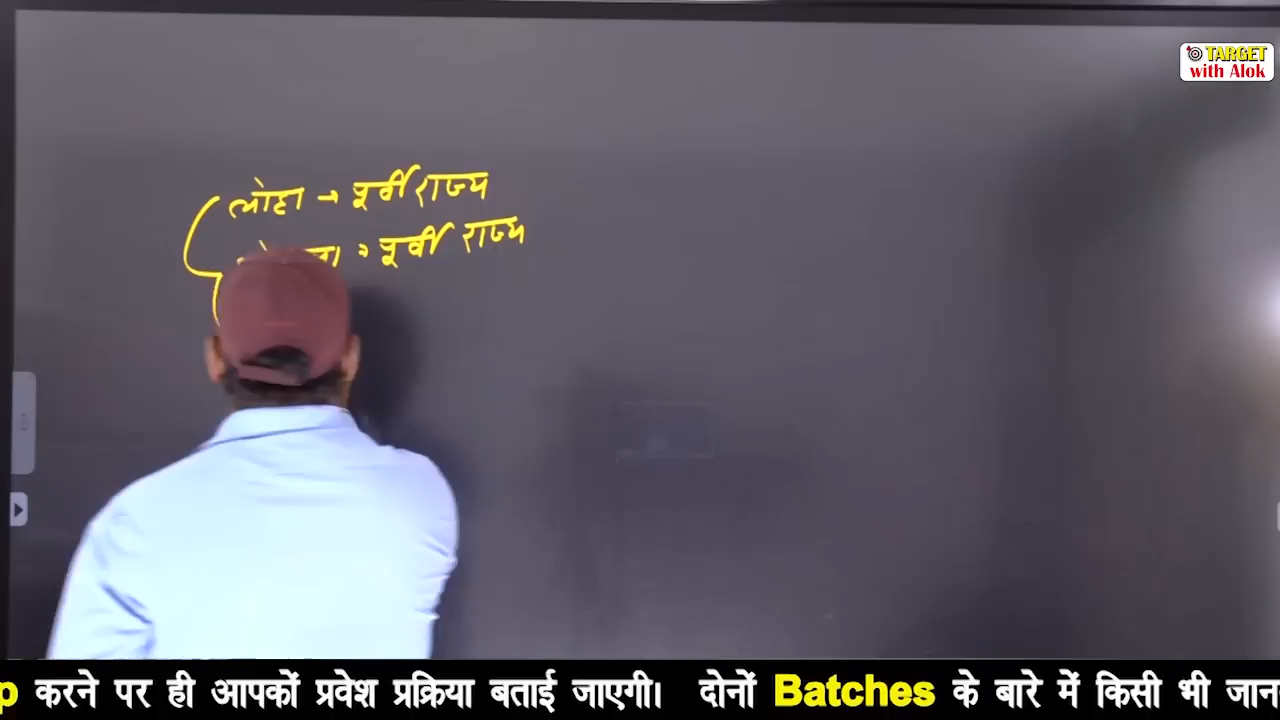 TARGET
with Alok
लोहा → पूर्वी राज्य
→ पूर्वी राज्य
p करने पर ही आपकों प्रवेश प्रक्रिया बताई जाएगी। दोनों Batches के बारे में किसी भी जान